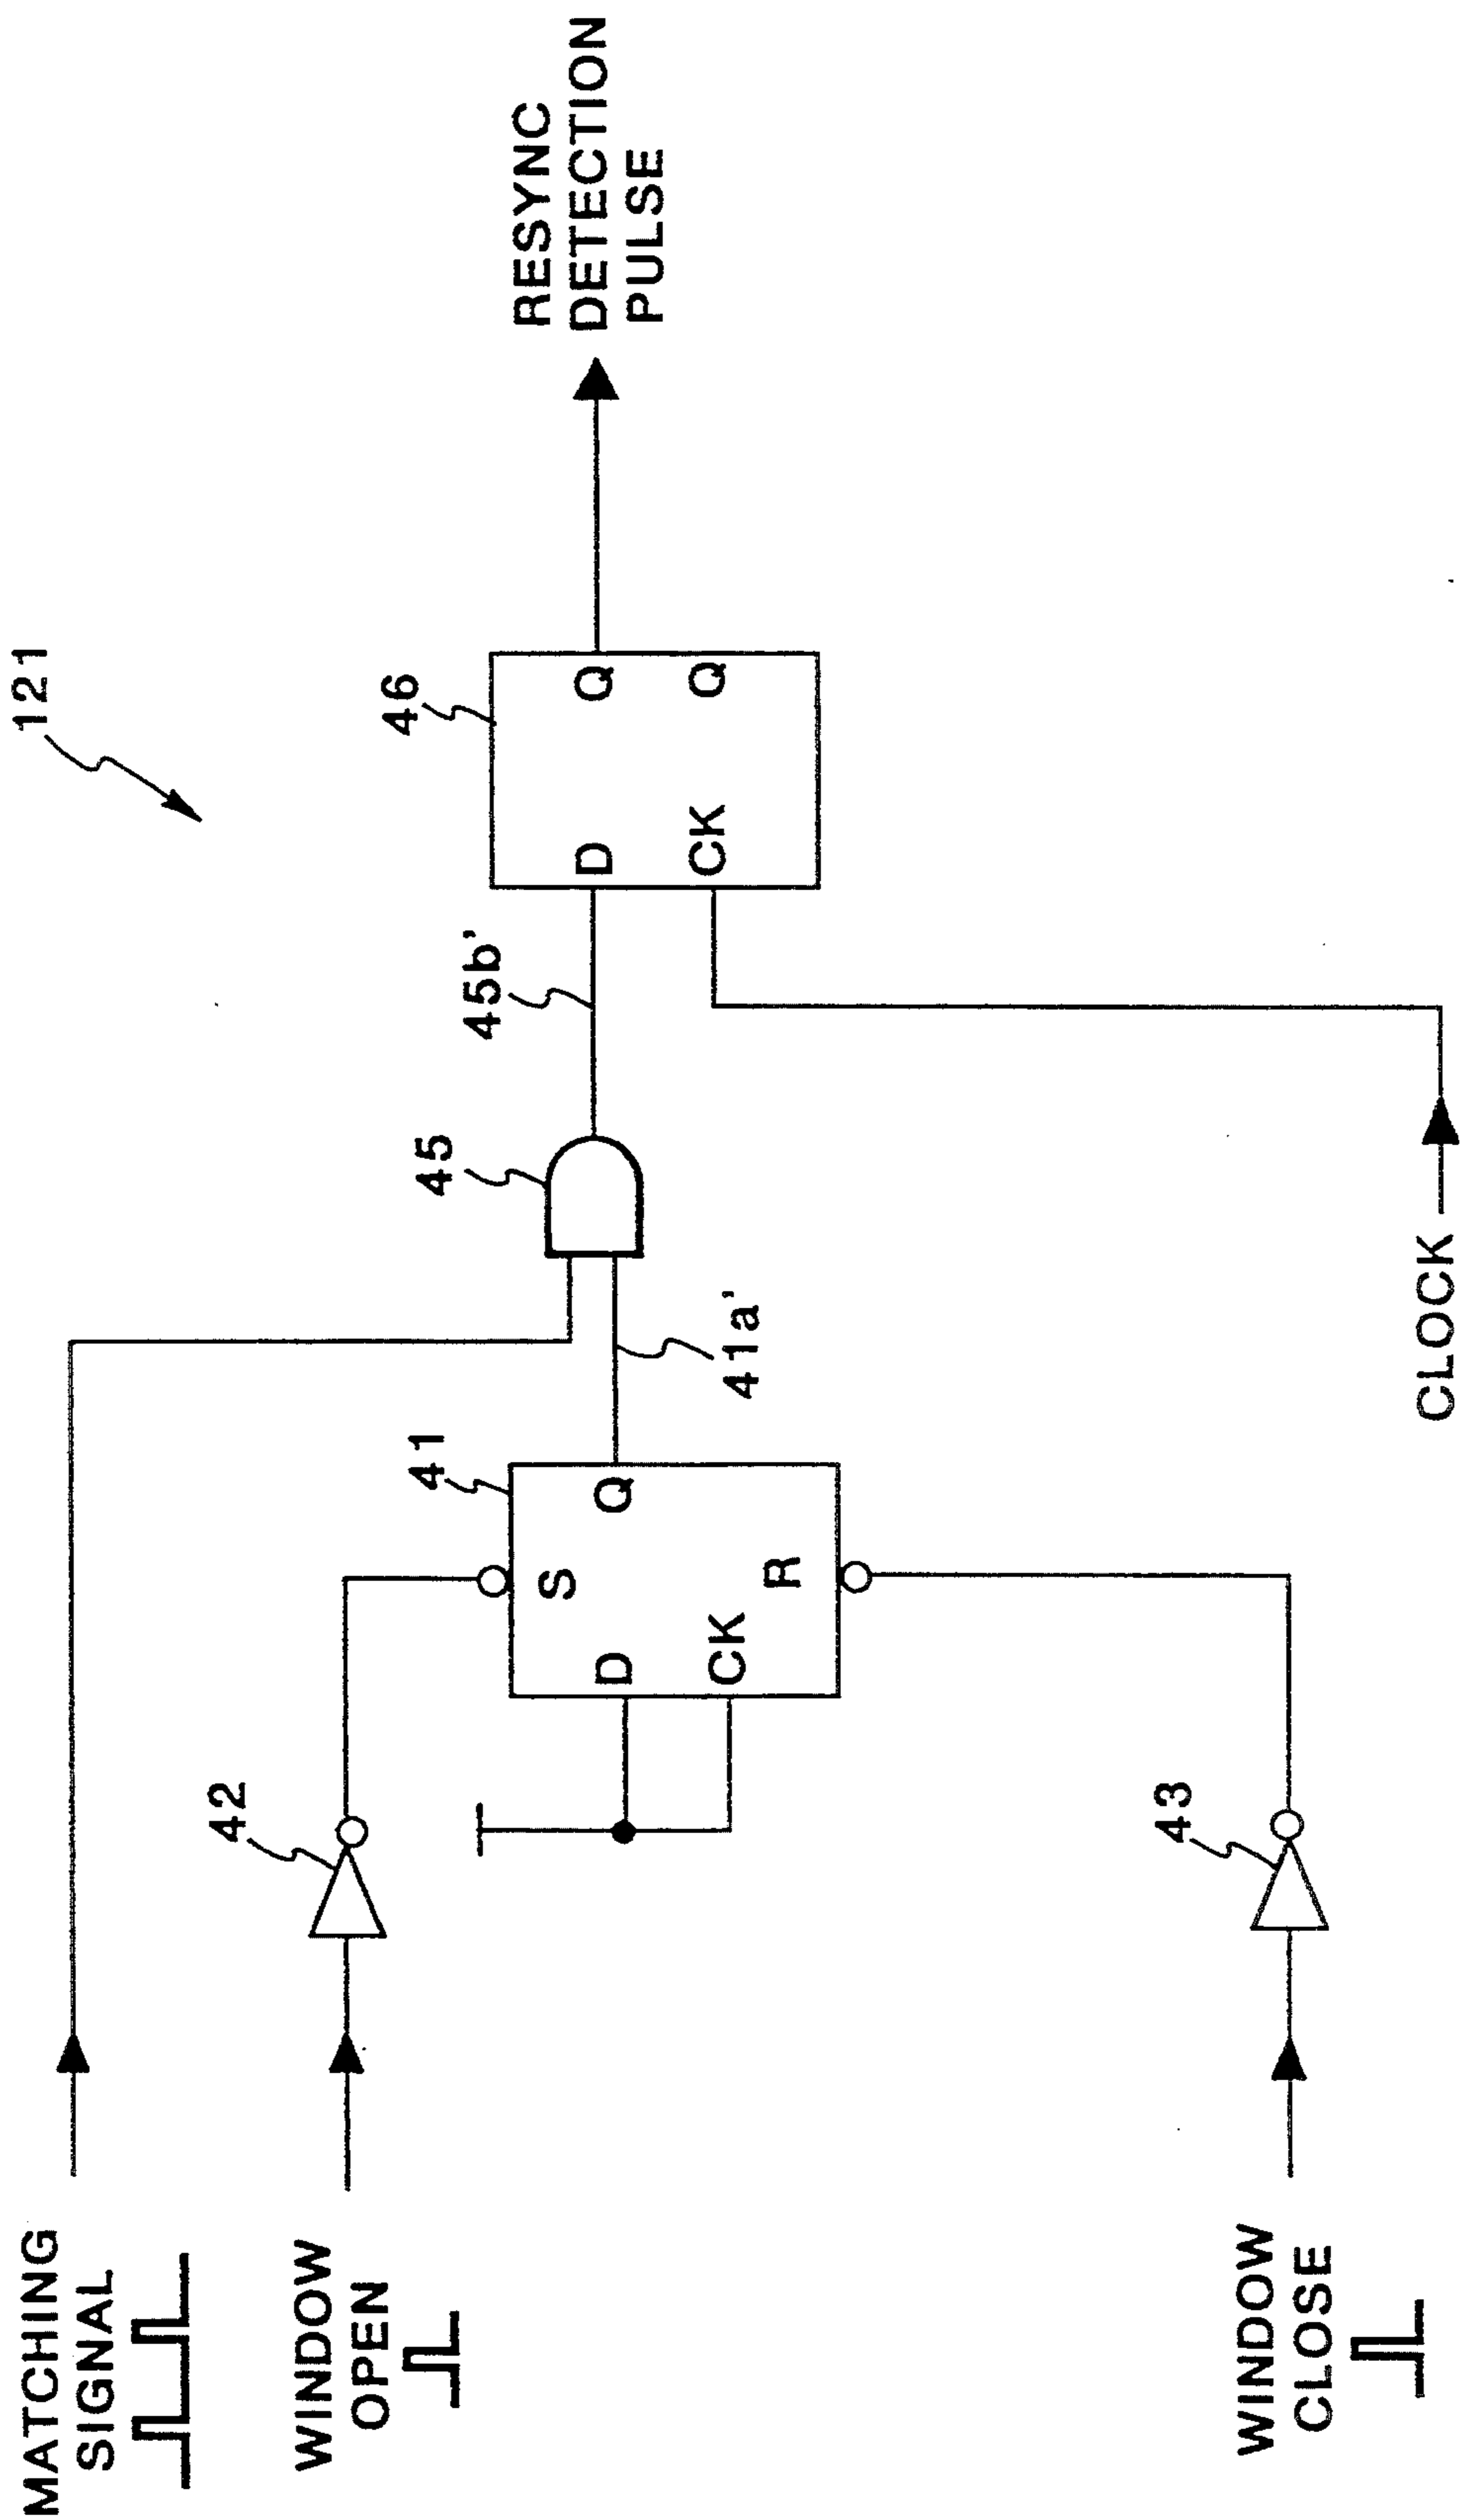 121
MATCHING
SIGNAL
WINDOW
OPEN
42
S
D
Q
CK
R
41
41a'
45
45b'
46
D
Q
CK
Q
RESYNC
DETECTION
PULSE
WINDOW
CLOSE
43
CLOCK